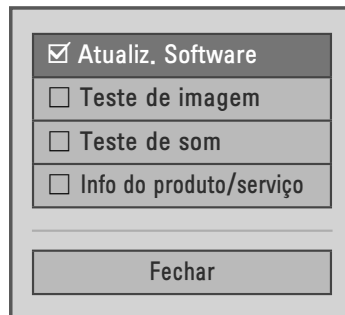 Atualiz. Software
Teste de imagem
Teste de som
Info do produto/serviço
Fechar